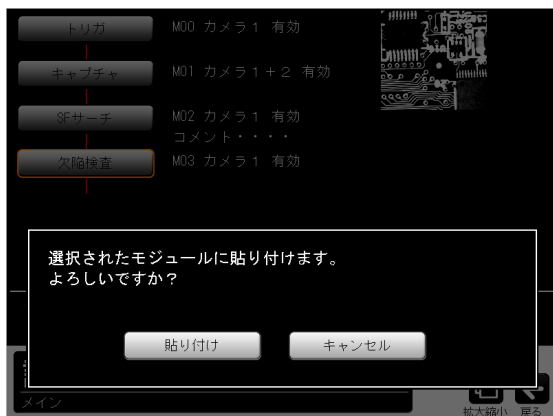 トリガ M00 カメラ1 有効
キャプチャ M01 カメラ1+2 有効
SFサーチ M02 カメラ1 有効
コメント・・・・
欠陥検査 M03 カメラ1 有効
選択されたモジュールに貼り付けます。
よろしいですか?
貼り付け キャンセル
メイン 拡大縮小 戻る